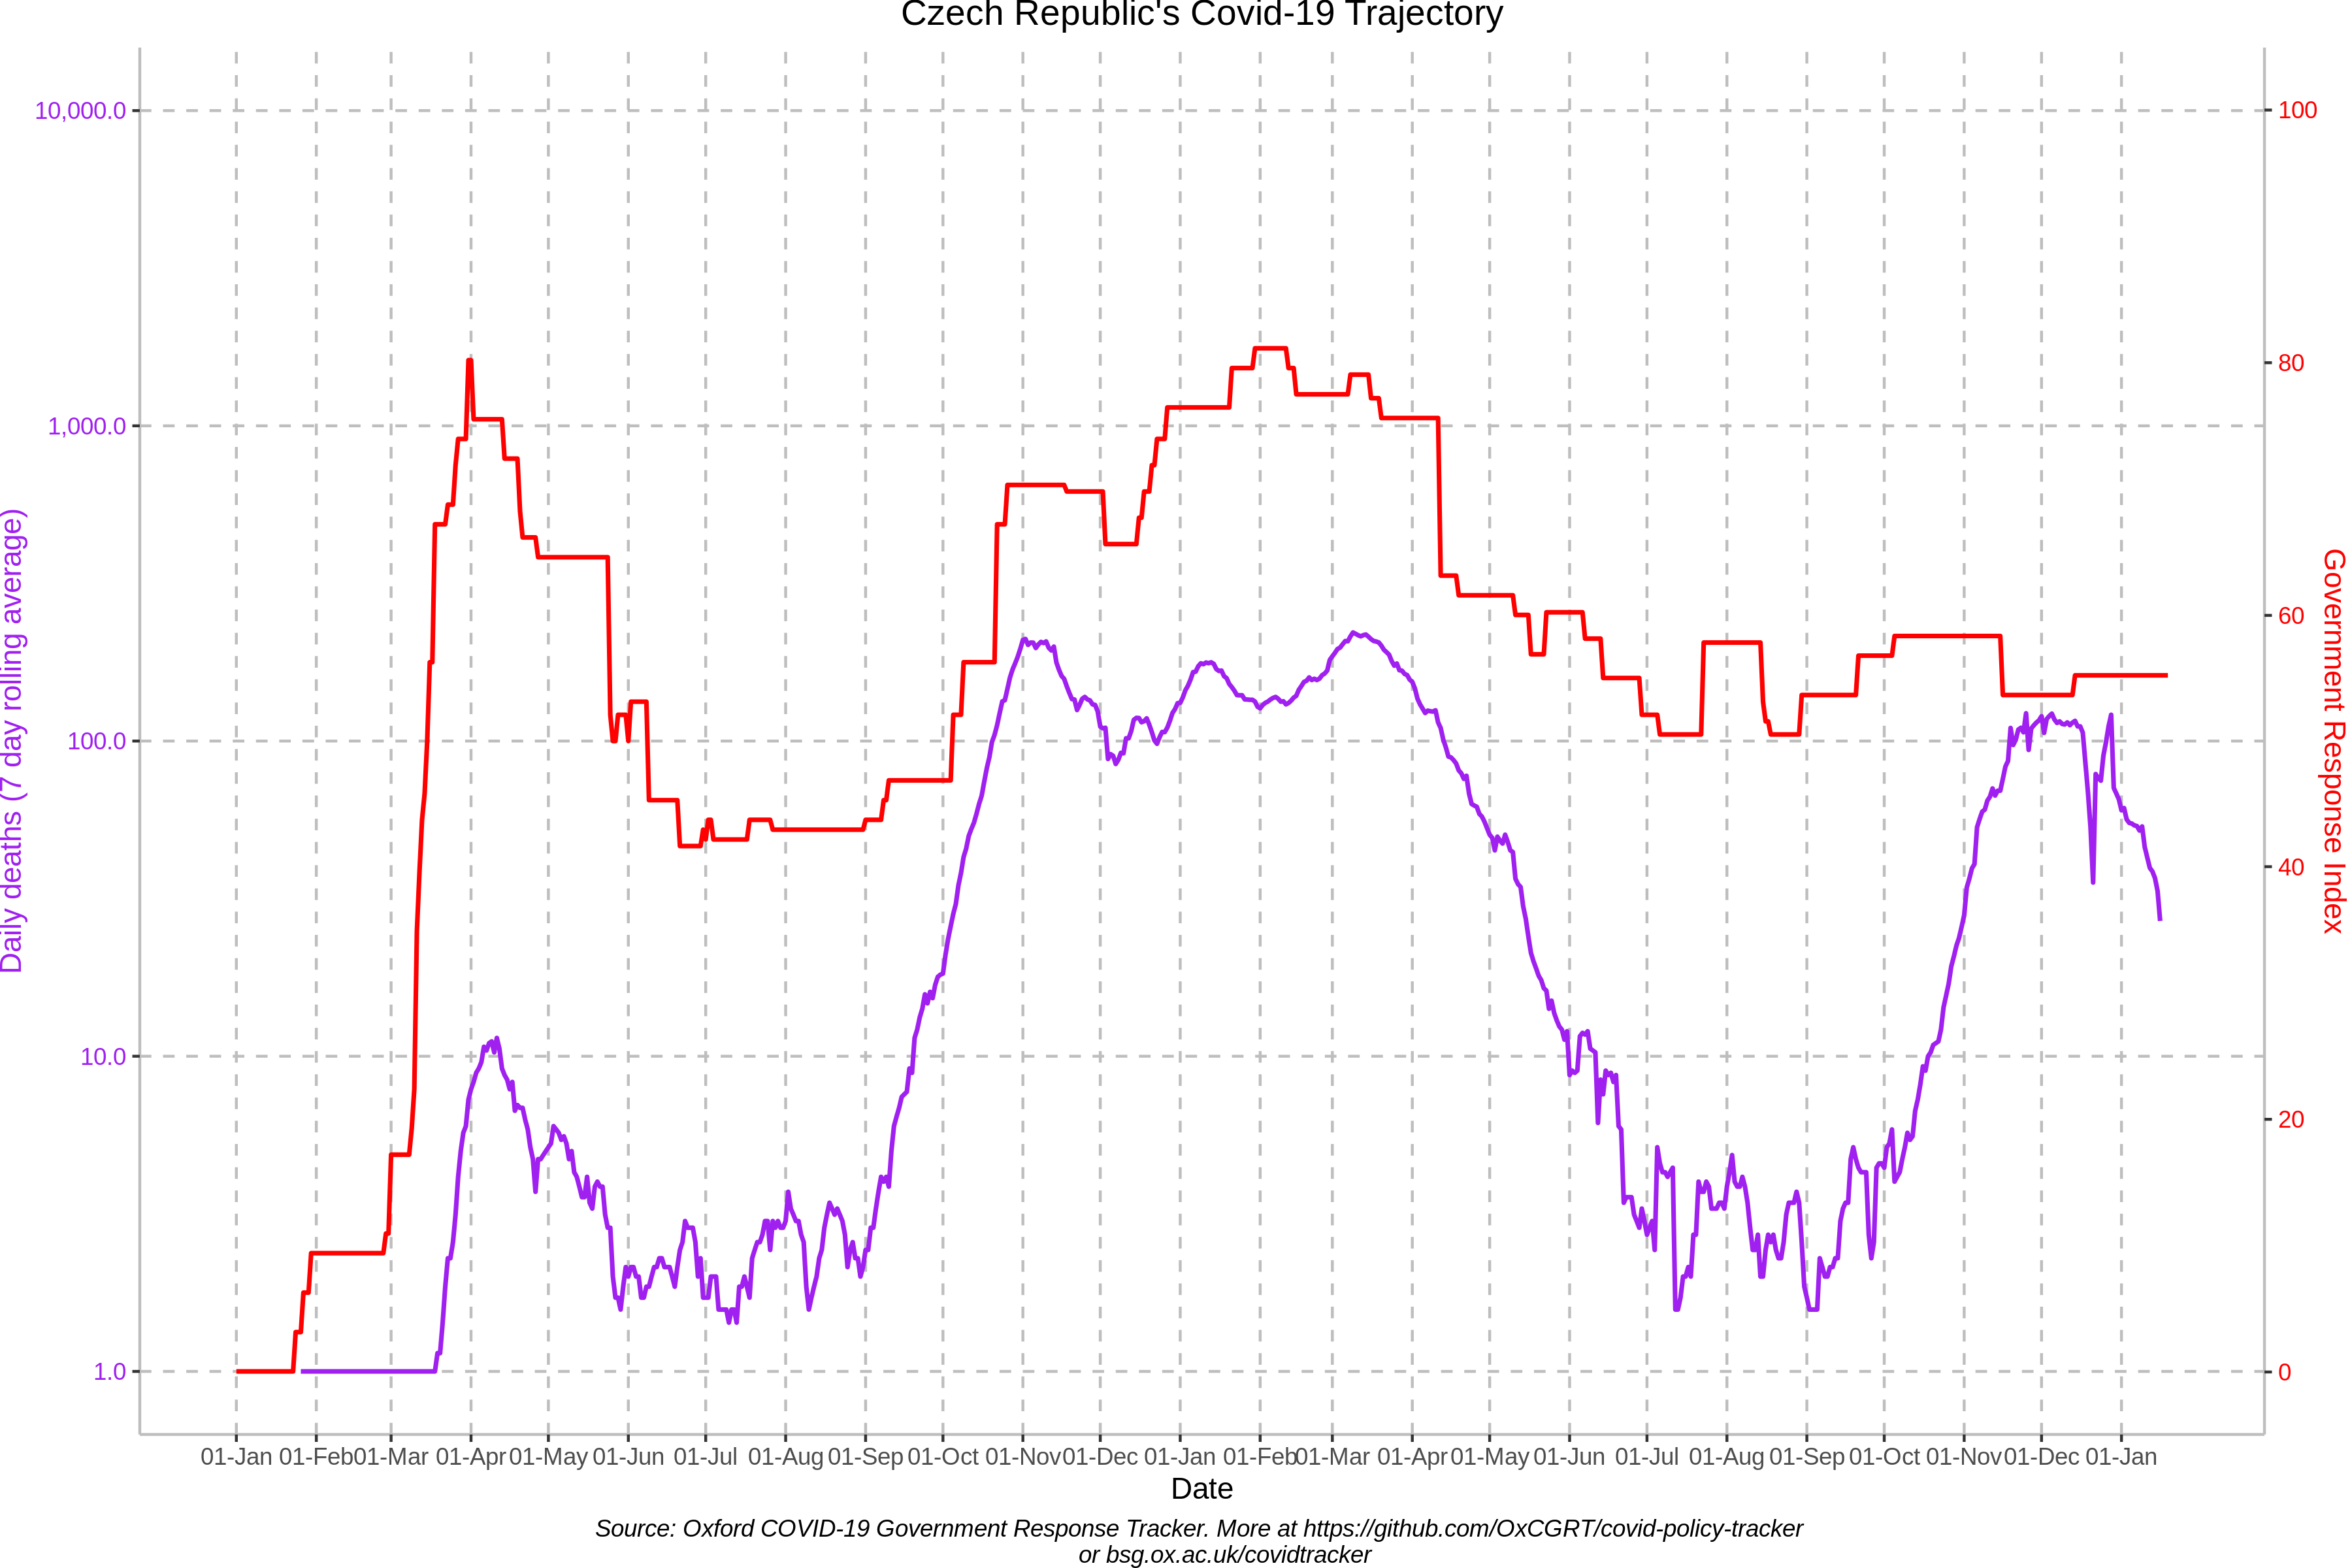 Czech Republic's Covid-19 Trajectory
10,000.0
1,000.0
100.0
10.0
1.0
Daily deaths (7 day rolling average)
100
80
60
40
20
0
Government Response Index
01-Jan 01-Feb 01-Mar 01-Apr 01-May 01-Jun 01-Jul 01-Aug 01-Sep 01-Oct 01-Nov 01-Dec 01-Jan 01-Feb 01-Mar 01-Apr 01-May 01-Jun 01-Jul 01-Aug 01-Sep 01-Oct 01-Nov 01-Dec 01-Jan
Date
Source: Oxford COVID-19 Government Response Tracker. More at https://github.com/OxCGRT/covid-policy-tracker
or bsg.ox.ac.uk/covidtracker